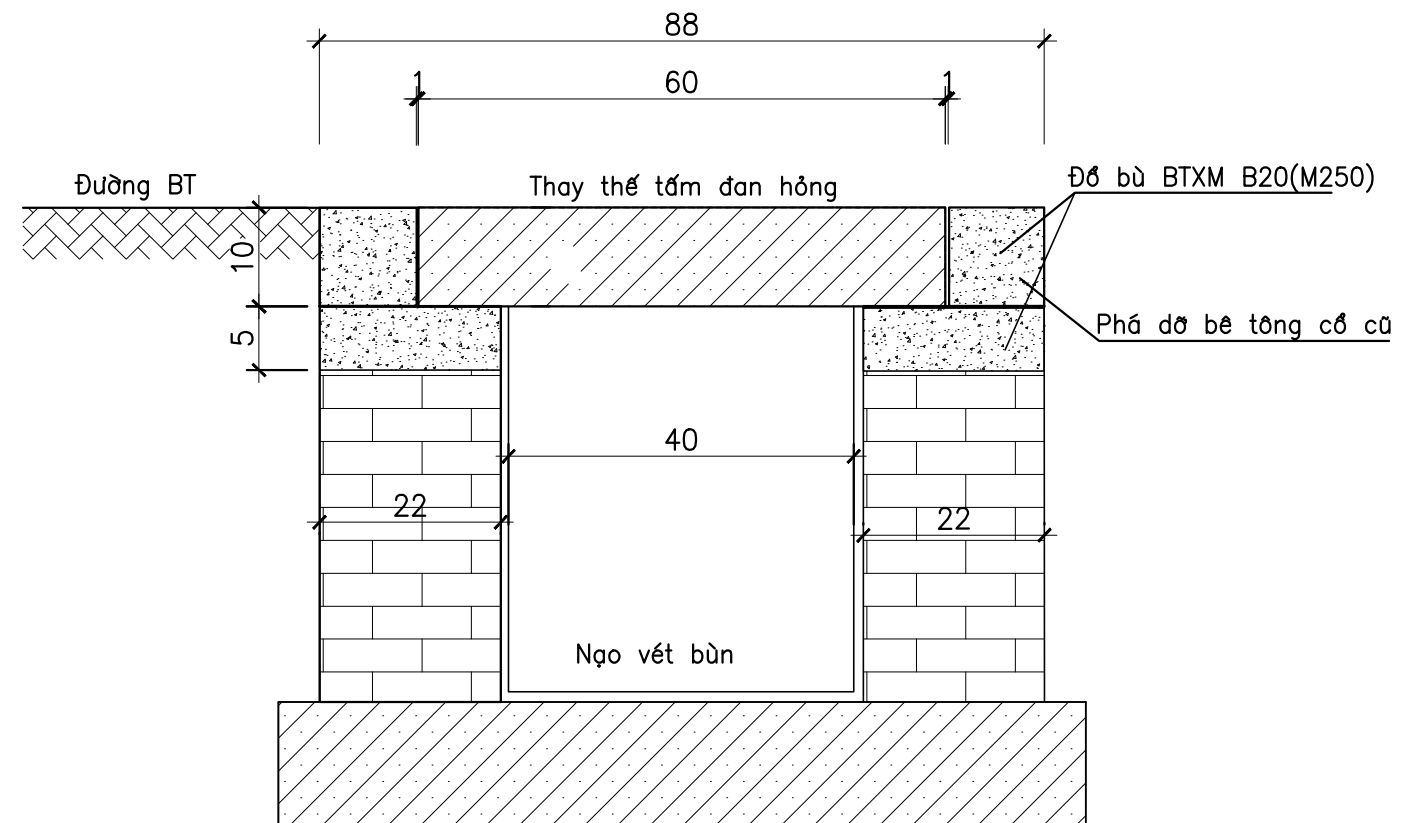 88
1 60 1
Đường BT
Thay thế tấm đan hỏng
Đổ bù BTXM B20(M250)
10
5
Phá dỡ bê tông cổ cũ
40
22
22
Nạo vét bùn